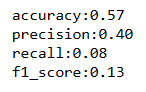 accuracy:0.57
precision:0.40
recall:0.08
f1_score:0.13